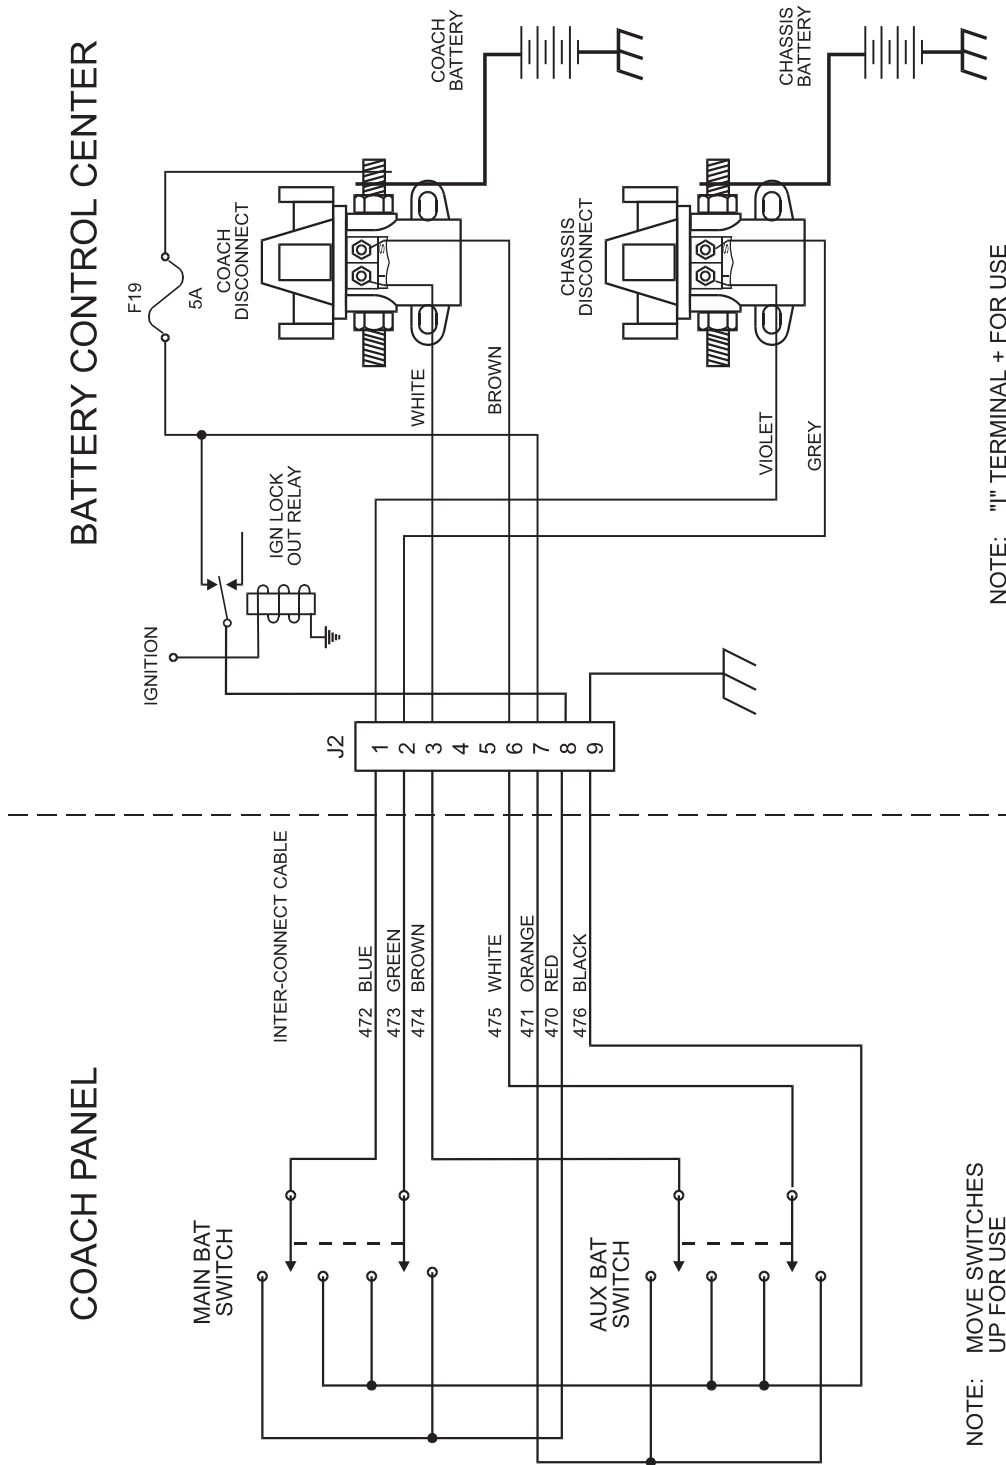 BATTERY CONTROL CENTER
COACH
BATTERY
CHASSIS
BATTERY
F19
5A
COACH
DISCONNECT
S
I
CHASSIS
DISCONNECT
S
I
WHITE
BROWN
VIOLET
GREY
IGN LOCK
OUT RELAY
IGNITION
NOTE: "I" TERMINAL + FOR USE
J2
1
2
3
4
5
6
7
8
9
INTER-CONNECT CABLE
472 BLUE
473 GREEN
474 BROWN
475 WHITE
471 ORANGE
470 RED
476 BLACK
COACH PANEL
MAIN BAT
SWITCH
AUX BAT
SWITCH
NOTE: MOVE SWITCHES
UP FOR USE